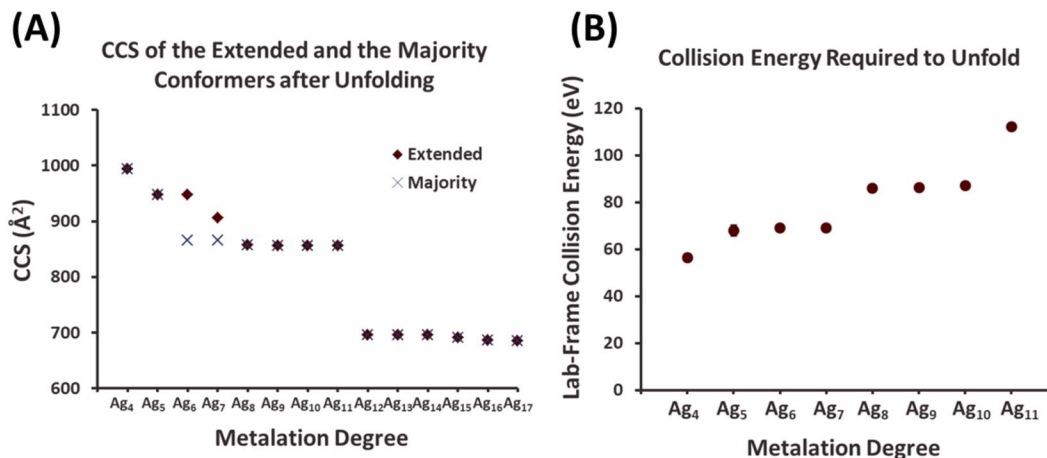 (A)
CCS of the Extended and the Majority
Conformers after Unfolding
1100
1000
900
800
700
600
CCS (Å²)
Extended
Majority
Ag₄ Ag₅ Ag₆ Ag₇ Ag₈ Ag₉ Ag₁₀ Ag₁₁ Ag₁₂ Ag₁₃ Ag₁₄ Ag₁₅ Ag₁₆ Ag₁₇
Metalation Degree
(B)
Collision Energy Required to Unfold
120
100
80
60
40
20
0
Lab-Frame Collision Energy (eV)
Ag₄ Ag₅ Ag₆ Ag₇ Ag₈ Ag₉ Ag₁₀ Ag₁₁
Metalation Degree